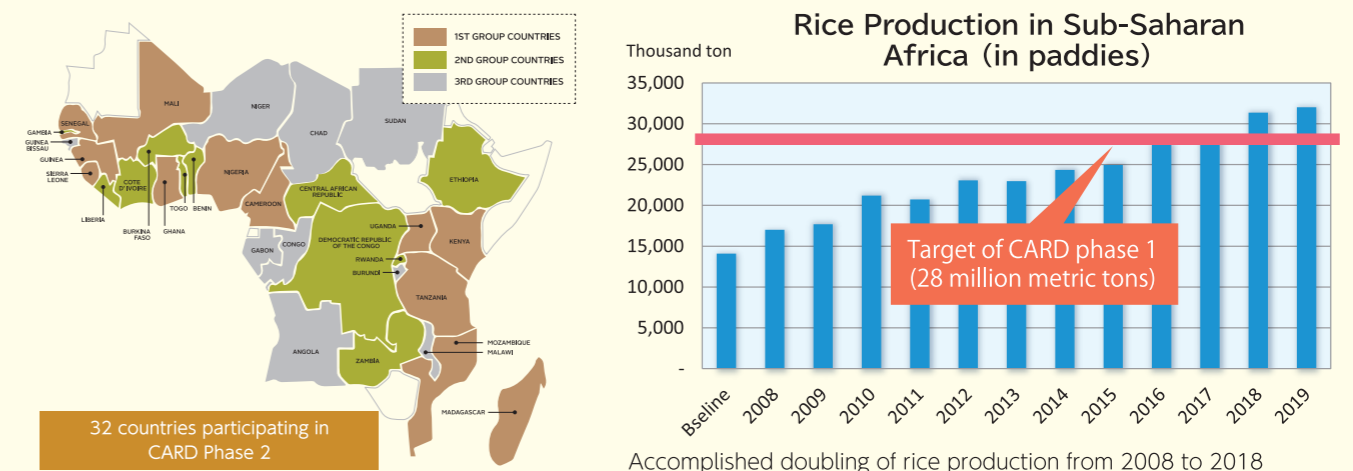 1ST GROUP COUNTRIES
2ND GROUP COUNTRIES
3RD GROUP COUNTRIES
MALI
NIGER
CHAD
SUDAN
SENEGAL
GAMBIA
GUINEA
BISSAU
GUINEA
SIERRA
LEONE
LIBERIA
COTE
D'IVOIRE
BURKINA
FASO
GHANA
TOGO
BENIN
NIGERIA
CAMEROON
CENTRAL AFRICAN
REPUBLIC
ETHIOPIA
UGANDA
KENYA
GABON
CONGO
DEMOCRATIC REPUBLIC
OF THE CONGO
RWANDA
BURUNDI
TANZANIA
ANGOLA
ZAMBIA
MOZAMBIQUE
MALAWI
MADAGASCAR
32 countries participating in
CARD Phase 2
Rice Production in Sub-Saharan
Africa (in paddies)
Thousand ton
35,000
30,000
25,000
20,000
15,000
10,000
5,000
-
Target of CARD phase 1
(28 million metric tons)
Bseline
2008
2009
2010
2011
2012
2013
2014
2015
2016
2017
2018
2019
Accomplished doubling of rice production from 2008 to 2018